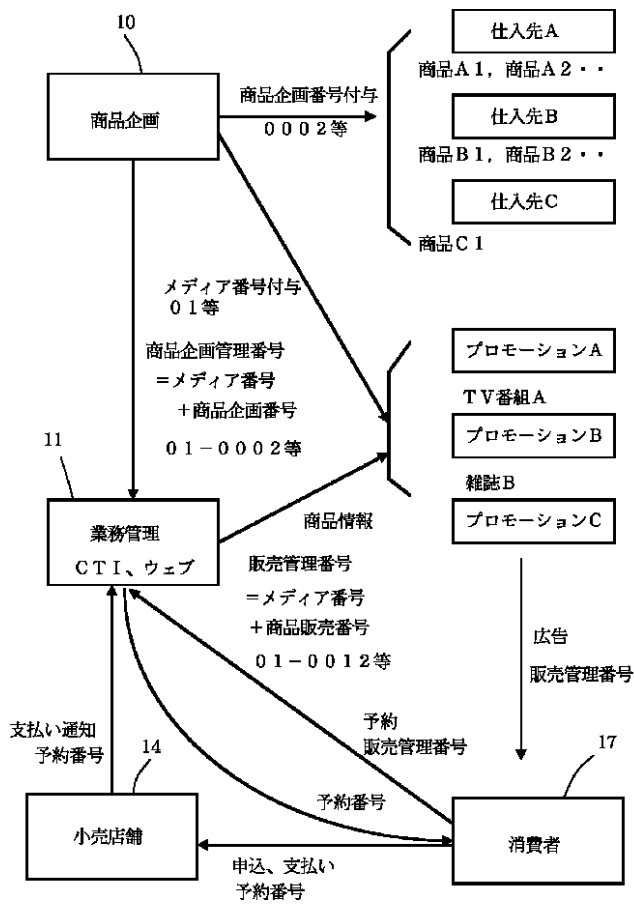 10
商品企画
商品企画番号付与
0002等
仕入先A
商品A1,商品A2・・
仕入先B
商品B1,商品B2・・
仕入先C
商品C1
メディア番号付与
01等
商品企画管理番号
=メディア番号
+商品企画番号
01-0002等
プロモーションA
TV番組A
プロモーションB
雑誌B
プロモーションC
11
業務管理
CTI、ウェブ
商品情報
販売管理番号
=メディア番号
+商品販売番号
01-0012等
広告
販売管理番号
支払い通知
予約番号
予約
販売管理番号
予約番号
14
小売店舗
17
消費者
申込、支払い
予約番号